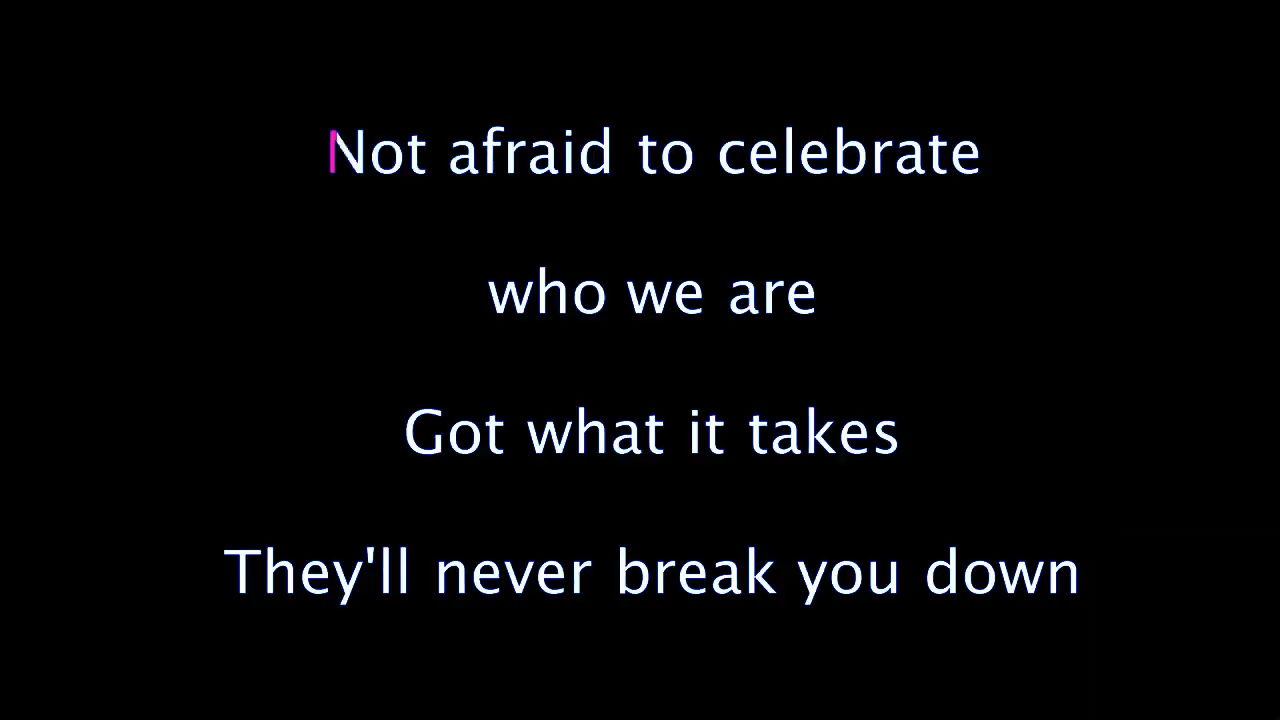 Not afraid to celebrate
who we are
Got what it takes
They'll never break you down